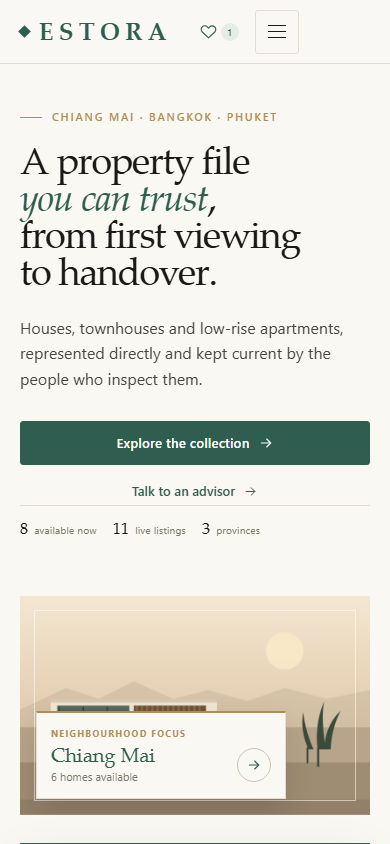 ESTORA
1
CHIANG MAI · BANGKOK · PHUKET
A property file
you can trust,
from first viewing
to handover.
Houses, townhouses and low-rise apartments,
represented directly and kept current by the
people who inspect them.
Explore the collection →
Talk to an advisor →
8 available now 11 live listings 3 provinces
NEIGHBOURHOOD FOCUS
Chiang Mai
6 homes available